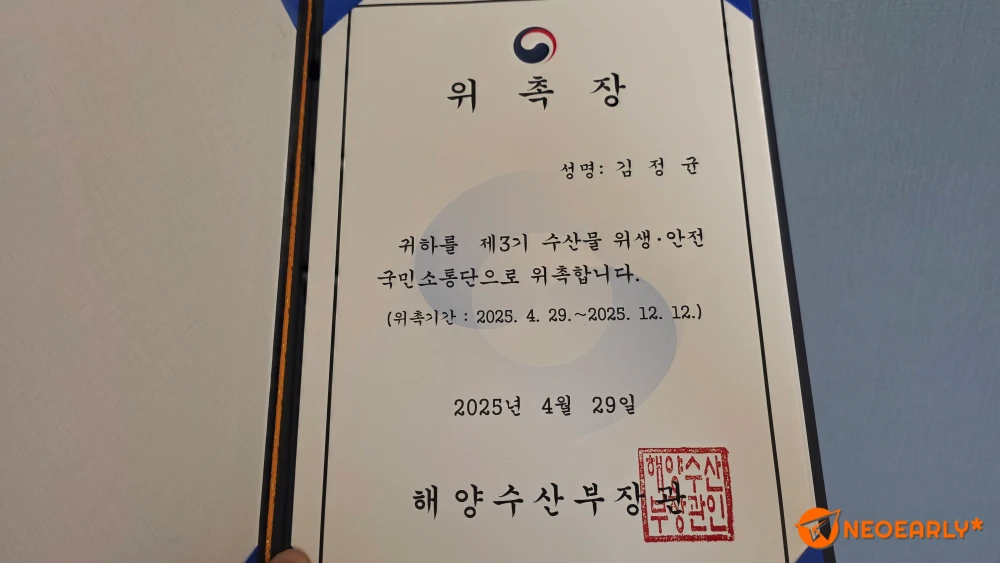 위 촉 장
성명: 김 정 균
귀하를 제3기 수산물 위생·안전
국민소통단으로 위촉합니다.
(위촉기간 : 2025. 4. 29.~2025. 12. 12.)
2025년 4월 29일
해양수산부장관
해양수산
부장관인
NEOEARLY*